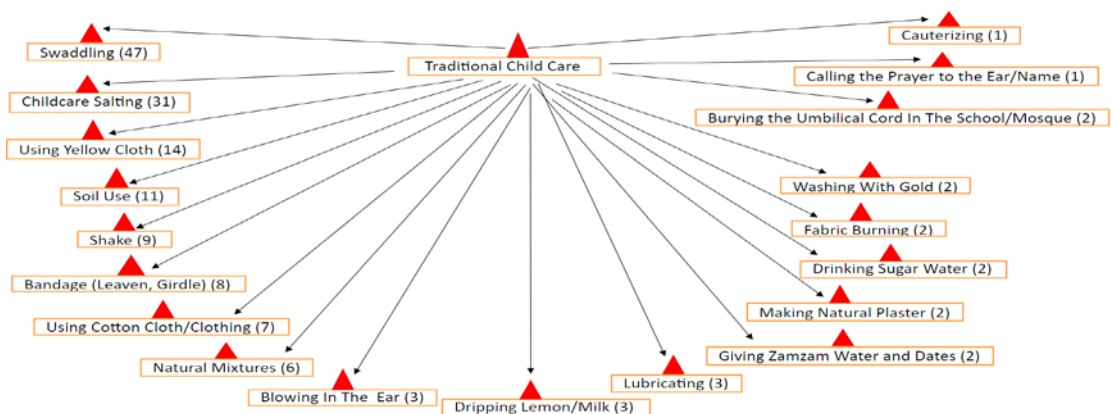 Traditional Child Care
Swaddling (47)
Childcare Salting (31)
Using Yellow Cloth (14)
Soil Use (11)
Shake (9)
Bandage (Leaven, Girdle) (8)
Using Cotton Cloth/Clothing (7)
Natural Mixtures (6)
Blowing In The Ear (3)
Dripping Lemon/Milk (3)
Lubricating (3)
Giving Zamzam Water and Dates (2)
Making Natural Plaster (2)
Drinking Sugar Water (2)
Fabric Burning (2)
Washing With Gold (2)
Burying the Umbilical Cord In The School/Mosque (2)
Calling the Prayer to the Ear/Name (1)
Cauterizing (1)